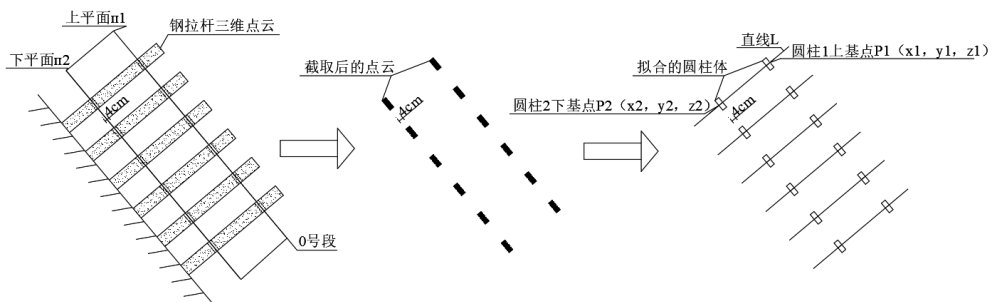 上平面π1
钢拉杆三维点云
下平面π2
4cm
0号段
截取后的点云
4cm
直线L
圆柱1上基点P1（x1，y1，z1）
拟合的圆柱体
圆柱2下基点P2（x2，y2，z2）
4cm